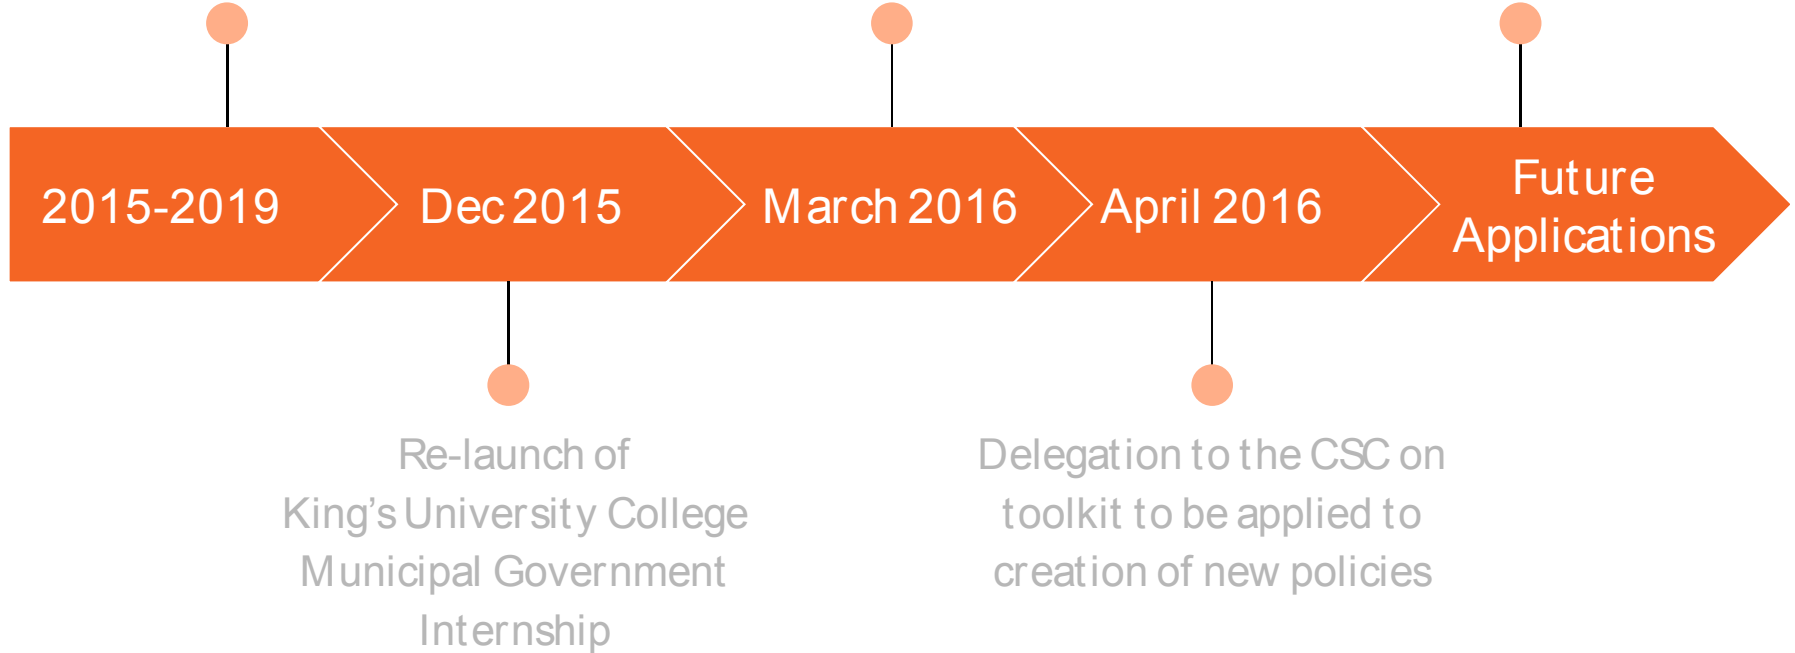 2015-2019
Dec 2015
March 2016
April 2016
Future
Applications
Re-launch of
King's University College
Municipal Government
Internship
Delegation to the CSC on
toolkit to be applied to
creation of new policies